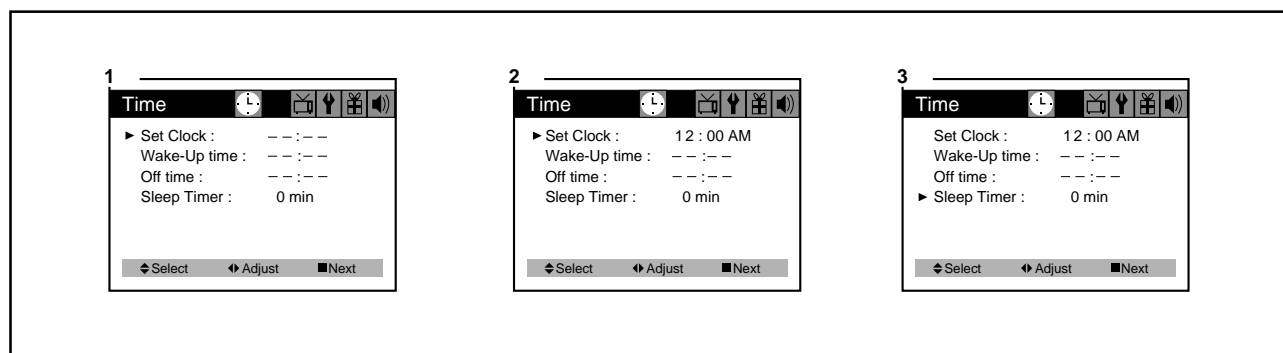 1
Time
► Set Clock : – – : – –
Wake-Up time : – – : – –
Off time : – – : – –
Sleep Timer : 0 min
Select Adjust Next
2
Time
► Set Clock : 12 : 00 AM
Wake-Up time : – – : – –
Off time : – – : – –
Sleep Timer : 0 min
Select Adjust Next
3
Time
Set Clock : 12 : 00 AM
Wake-Up time : – – : – –
Off time : – – : – –
► Sleep Timer : 0 min
Select Adjust Next